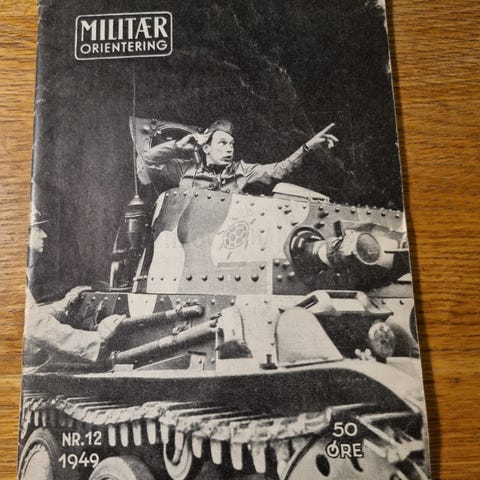 MILITÆR
ORIENTERING
NR.12
1949
50
ØRE